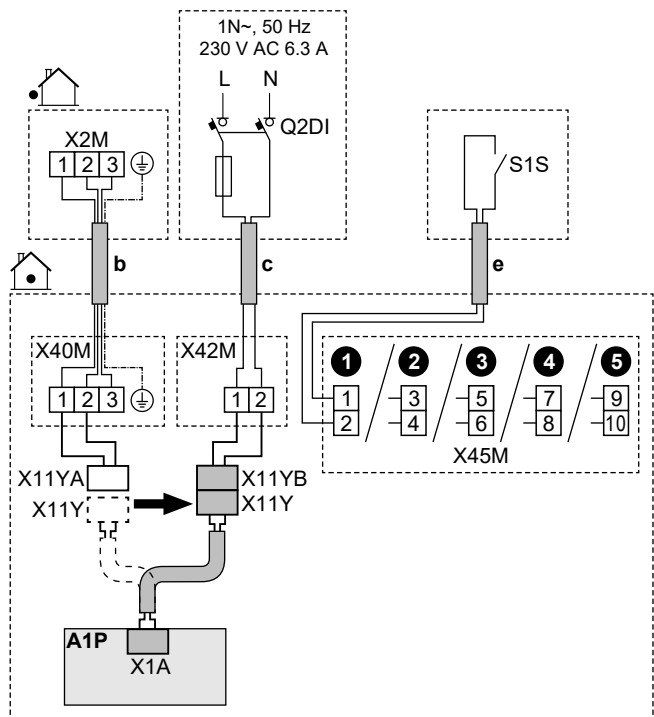 1N~, 50 Hz
230 V AC 6.3 A
L N
Q2DI
X2M
1 2 3
S1S
b
c
e
X40M
1 2 3
X42M
1 2
1 2 3 4 5
1 3 5 7 9
2 4 6 8 10
X45M
X11YA
X11YB
X11Y
X11Y
A1P
X1A